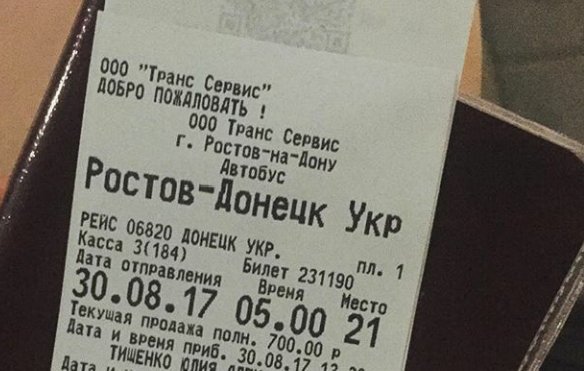 ООО "Транс Сервис"
ДОБРО ПОЖАЛОВАТЬ !
ООО Транс Сервис
г. Ростов-на-Дону
Автобус
Ростов-Донецк Укр
РЕЙС 06820 ДОНЕЦК УКР. пл. 1
Касса 3(184) Билет 231190
Дата отправления Время Место
30.08.17 05.00 21
Текущая продажа полн. 700.00 р
Дата и время приб. 30.08.17 13
ТИЩЕНКО ЮЛИЯ
Дата и